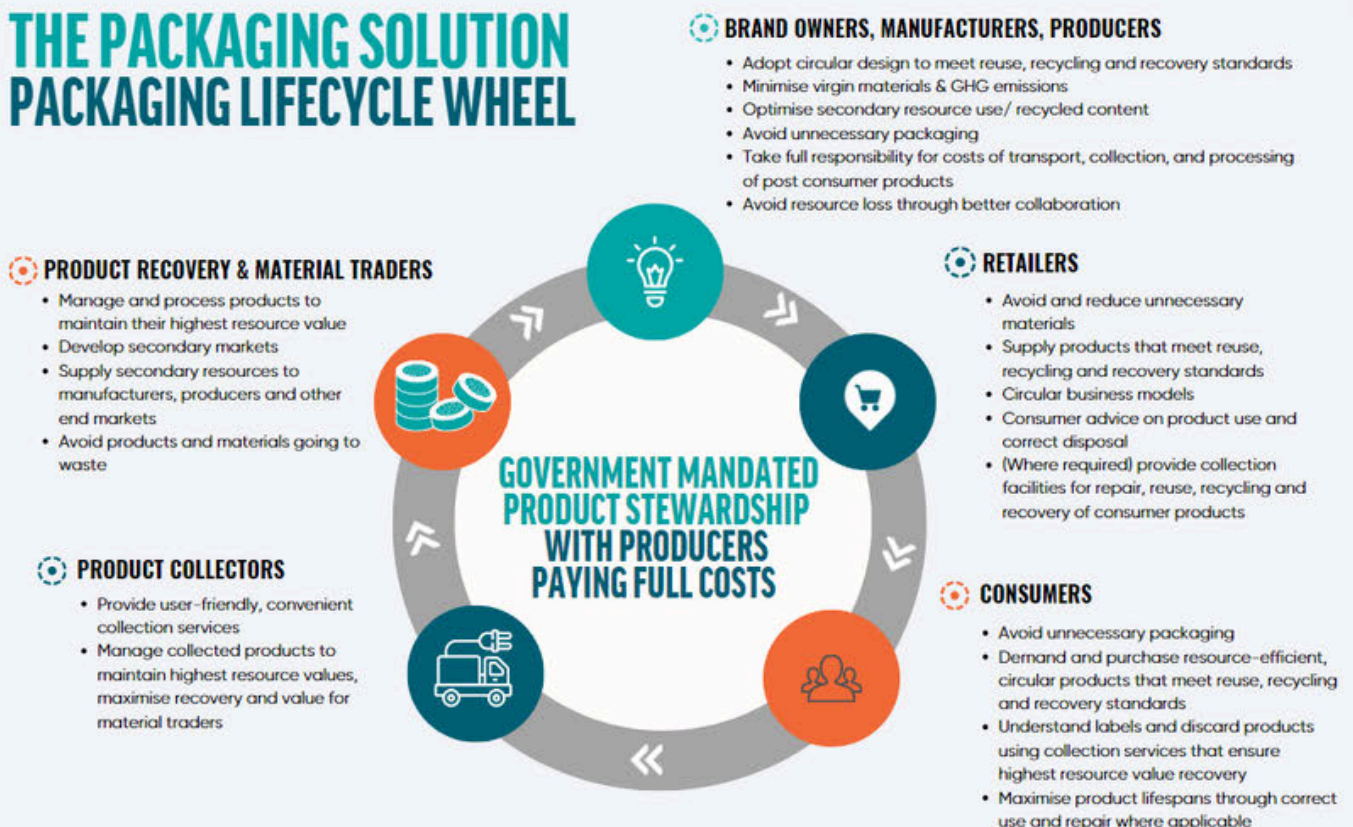 THE PACKAGING SOLUTION
PACKAGING LIFECYCLE WHEEL
BRAND OWNERS, MANUFACTURERS, PRODUCERS
• Adopt circular design to meet reuse, recycling and recovery standards
• Minimise virgin materials & GHG emissions
• Optimise secondary resource use/ recycled content
• Avoid unnecessary packaging
• Take full responsibility for costs of transport, collection, and processing
of post consumer products
• Avoid resource loss through better collaboration
RETAILERS
• Avoid and reduce unnecessary
materials
• Supply products that meet reuse,
recycling and recovery standards
• Circular business models
• Consumer advice on product use and
correct disposal
• (Where required) provide collection
facilities for repair, reuse, recycling and
recovery of consumer products
CONSUMERS
• Avoid unnecessary packaging
• Demand and purchase resource-efficient,
circular products that meet reuse, recycling
and recovery standards
• Understand labels and discard products
using collection services that ensure
highest resource value recovery
• Maximise product lifespans through correct
use and repair where applicable
PRODUCT COLLECTORS
• Provide user-friendly, convenient
collection services
• Manage collected products to
maintain highest resource values,
maximise recovery and value for
material traders
PRODUCT RECOVERY & MATERIAL TRADERS
• Manage and process products to
maintain their highest resource value
• Develop secondary markets
• Supply secondary resources to
manufacturers, producers and other
end markets
• Avoid products and materials going to
waste
GOVERNMENT MANDATED
PRODUCT STEWARDSHIP
WITH PRODUCERS
PAYING FULL COSTS